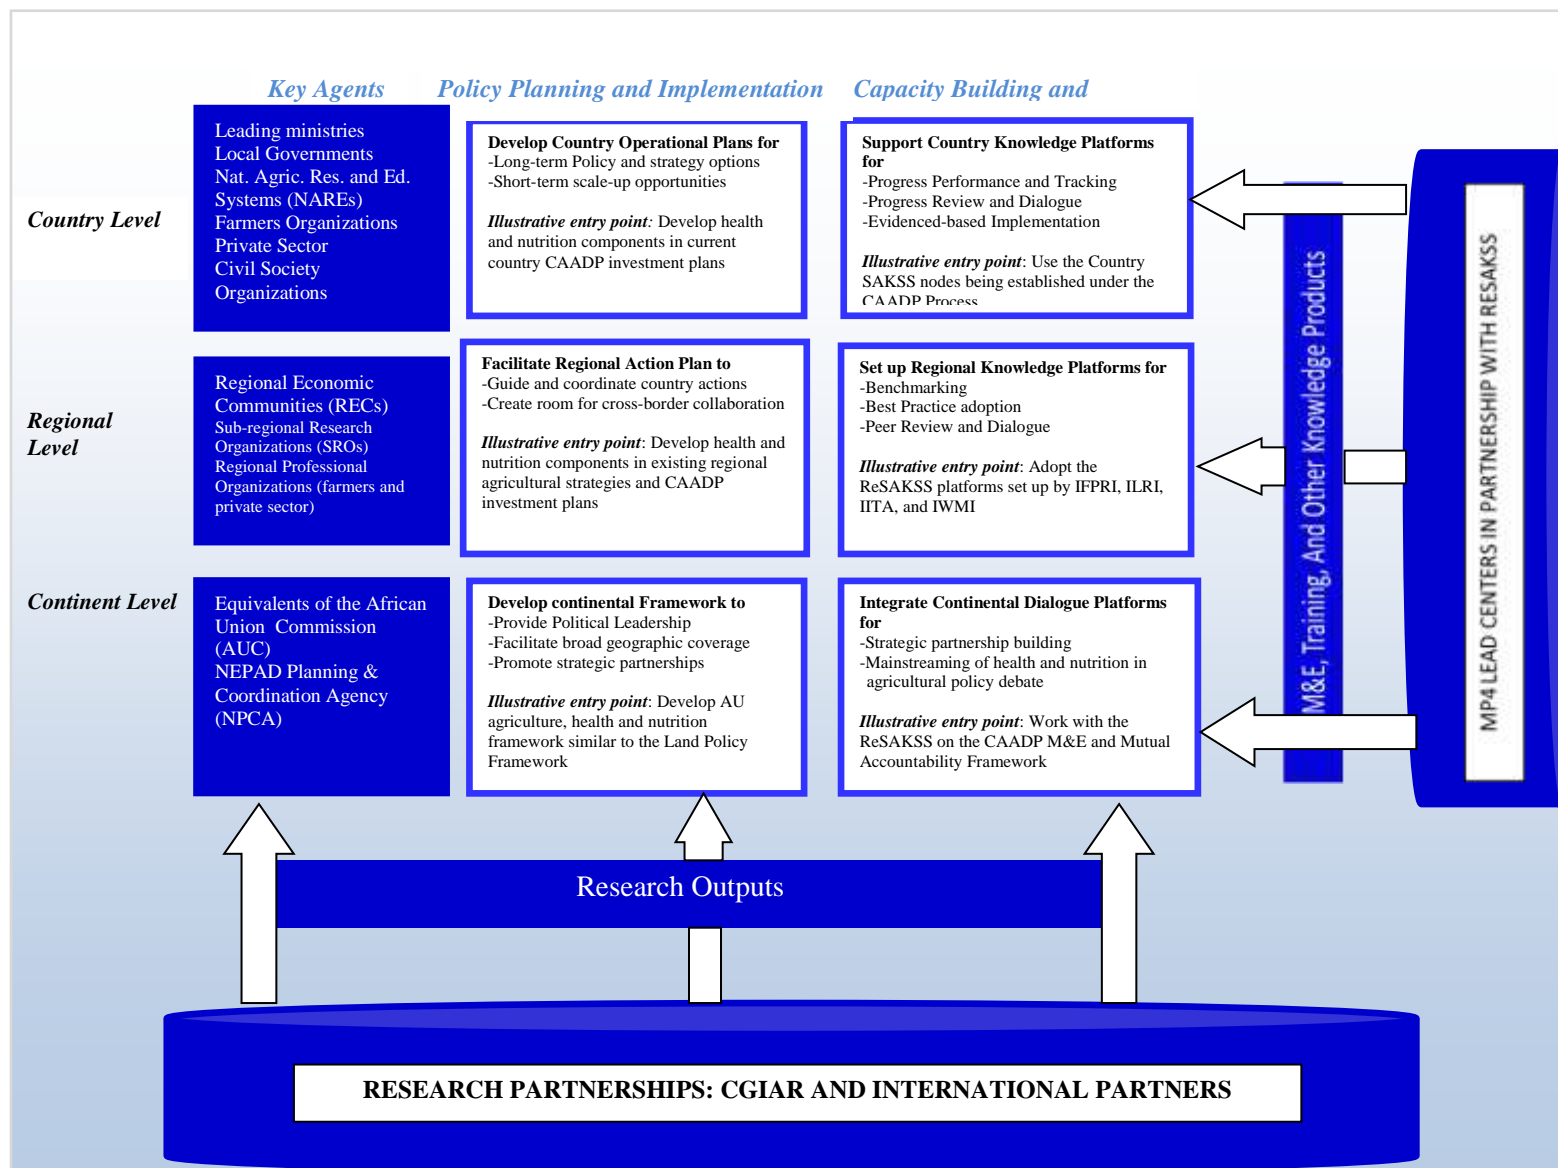 Key Agents
Policy Planning and Implementation
Capacity Building and
Country Level
Leading ministries
Local Governments
Nat. Agric. Res. and Ed.
Systems (NAREs)
Farmers Organizations
Private Sector
Civil Society
Organizations
Develop Country Operational Plans for
-Long-term Policy and strategy options
-Short-term scale-up opportunities
Illustrative entry point: Develop health
and nutrition components in current
country CAADP investment plans
Support Country Knowledge Platforms
for
-Progress Performance and Tracking
-Progress Review and Dialogue
-Evidenced-based Implementation
Illustrative entry point: Use the Country
SAKSS nodes being established under the
CAADP Process
Regional
Level
Regional Economic
Communities (RECs)
Sub-regional Research
Organizations (SROs)
Regional Professional
Organizations (farmers and
private sector)
Facilitate Regional Action Plan to
-Guide and coordinate country actions
-Create room for cross-border collaboration
Illustrative entry point: Develop health and
nutrition components in existing regional
agricultural strategies and CAADP
investment plans
Set up Regional Knowledge Platforms for
-Benchmarking
-Best Practice adoption
-Peer Review and Dialogue
Illustrative entry point: Adopt the
ReSAKSS platforms set up by IFPRI, ILRI,
IITA, and IWMI
Continent Level
Equivalents of the African
Union Commission
(AUC)
NEPAD Planning &
Coordination Agency
(NPCA)
Develop continental Framework to
-Provide Political Leadership
-Facilitate broad geographic coverage
-Promote strategic partnerships
Illustrative entry point: Develop AU
agriculture, health and nutrition
framework similar to the Land Policy
Framework
Integrate Continental Dialogue Platforms
for
-Strategic partnership building
-Mainstreaming of health and nutrition in
agricultural policy debate
Illustrative entry point: Work with the
ReSAKSS on the CAADP M&E and Mutual
Accountability Framework
M&E, Training, And Other Knowledge Products
MP4 LEAD CENTERS IN PARTNERSHIP WITH RESAKSS
Research Outputs
RESEARCH PARTNERSHIPS: CGIAR AND INTERNATIONAL PARTNERS